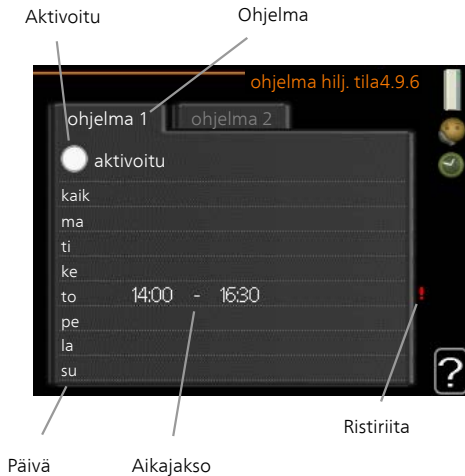 Aktivoitu
Ohjelma
ohjelma hilj. tila4.9.6
ohjelma 1
ohjelma 2
aktivoitu
kaik
ma
ti
ke
to 14:00 - 16:30 !
pe
la
su
?
Ristiriita
Päivä
Aikajakso